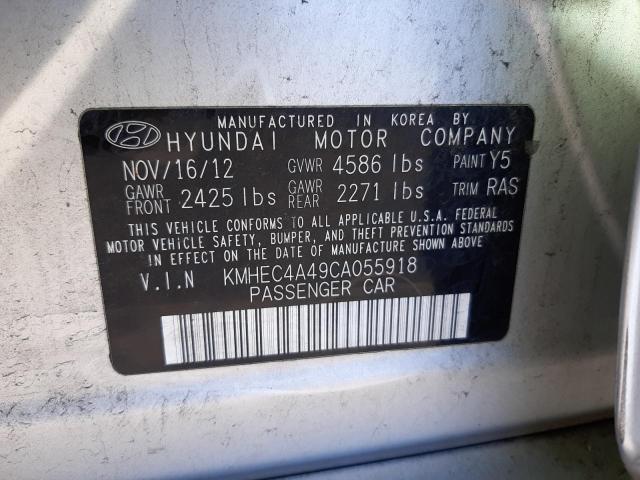 MANUFACTURED IN KOREA BY
HYUNDAI MOTOR COMPANY
NOV/16/12 GVWR 4586 lbs PAINT Y5
GAWR FRONT 2425 lbs GAWR REAR 2271 lbs TRIM RAS
THIS VEHICLE CONFORMS TO ALL APPLICABLE U.S.A. FEDERAL
MOTOR VEHICLE SAFETY, BUMPER, AND THEFT PREVENTION STANDARDS
IN EFFECT ON THE DATE OF MANUFACTURE SHOWN ABOVE.
V.I.N KMHEC4A49CA055918
PASSENGER CAR